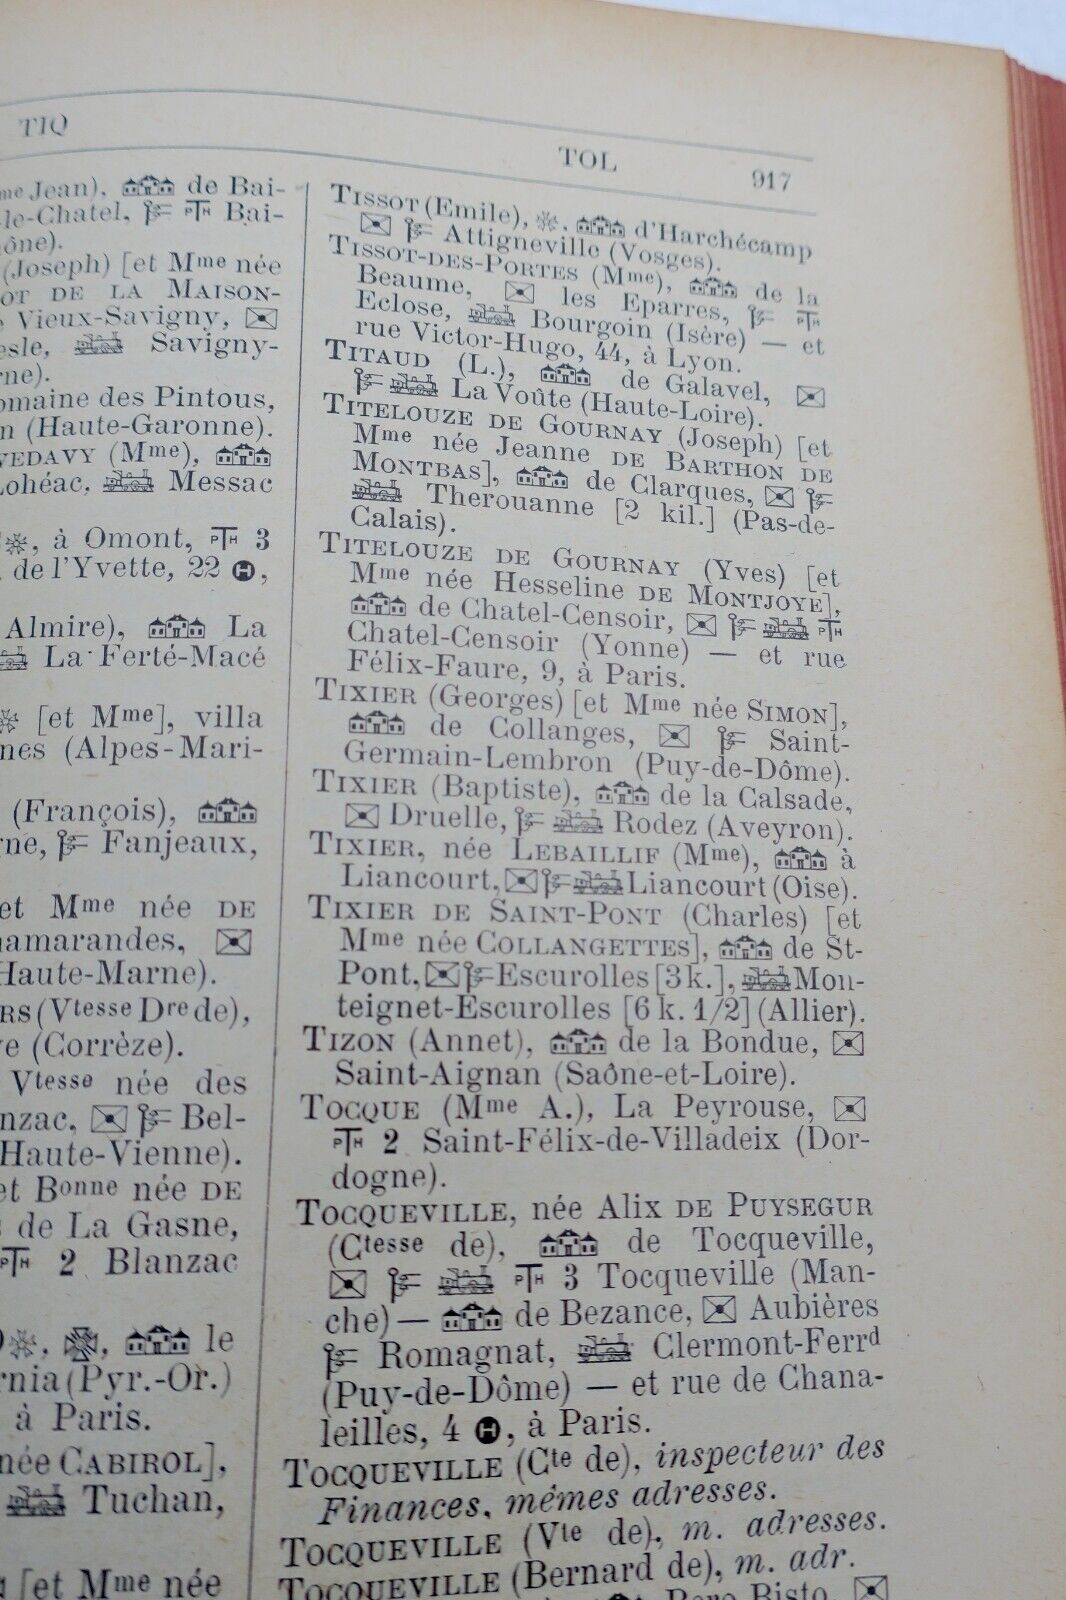 TIQ
TOL 917
me Jean), de Bai-
-le-Chatel, PTH Bai-
ône).
(Joseph) [et Mme née
OT DE LA MAISON-
Vieux-Savigny,
esle, Savigny-
rne).
omaine des Pintous,
n (Haute-Garonne).
VEDAVY (Mme),
Lohéac, Messac
, à Omont, PTH 3
de l'Yvette, 22 H,
Almire), La
La Ferté-Macé
[et Mme], villa
nes (Alpes-Mari-
(François),
rne, Fanjeaux,
et Mme née DE
amarandes,
Haute-Marne).
RS (Vtesse Dre de),
ve (Corrèze).
Vtesse née des
nzac, Bel-
Haute-Vienne).
et Bonne née DE
de La Gasne,
PTH 2 Blanzac
le
rnia (Pyr.-Or.)
à Paris.
née CABIROL],
Tuchan,
[et Mme née
TISSOT (Emile), d'Harchécamp
Attigneville (Vosges).
TISSOT-DES-PORTES (Mme), de la
Beaume, les Eparres, PTH
Eclose, Bourgoin (Isère) — et
rue Victor-Hugo, 44, à Lyon.
TITAUD (L.), de Galavel,
La Voûte (Haute-Loire).
TITELOUZE DE GOURNAY (Joseph) [et
Mme née Jeanne DE BARTHON DE
MONTBAS], de Clarques,
Therouanne [2 kil.] (Pas-de-
Calais).
TITELOUZE DE GOURNAY (Yves) [et
Mme née Hesseline DE MONTJOYE],
de Chatel-Censoir, PTH
Chatel-Censoir (Yonne) — et rue
Félix-Faure, 9, à Paris.
TIXIER (Georges) [et Mme née SIMON],
de Collanges, Saint-
Germain-Lembron (Puy-de-Dôme).
TIXIER (Baptiste), de la Calsade,
Druelle, Rodez (Aveyron).
TIXIER, née LEBAILLIF (Mme), à
Liancourt, Liancourt (Oise).
TIXIER DE SAINT-PONT (Charles) [et
Mme née COLLANGETTES], de St-
Pont, Escurolles [3 k.], Mon-
teignet-Escurolles [6 k. 1/2] (Allier).
TIZON (Annet), de la Bondue,
Saint-Aignan (Saône-et-Loire).
TOCQUE (Mme A.), La Peyrouse,
PTH 2 Saint-Félix-de-Villadeix (Dor-
dogne).
TOCQUEVILLE, née Alix DE PUYSEGUR
(Ctesse de), de Tocqueville,
PTH 3 Tocqueville (Man-
che) — de Bezance, Aubières
Romagnat, Clermont-Ferrd
(Puy-de-Dôme) — et rue de Chana-
leilles, 4 H, à Paris.
TOCQUEVILLE (Cte de), inspecteur des
Finances, mêmes adresses.
TOCQUEVILLE (Vte de), m. adresses.
TOCQUEVILLE (Bernard de), m. adr.